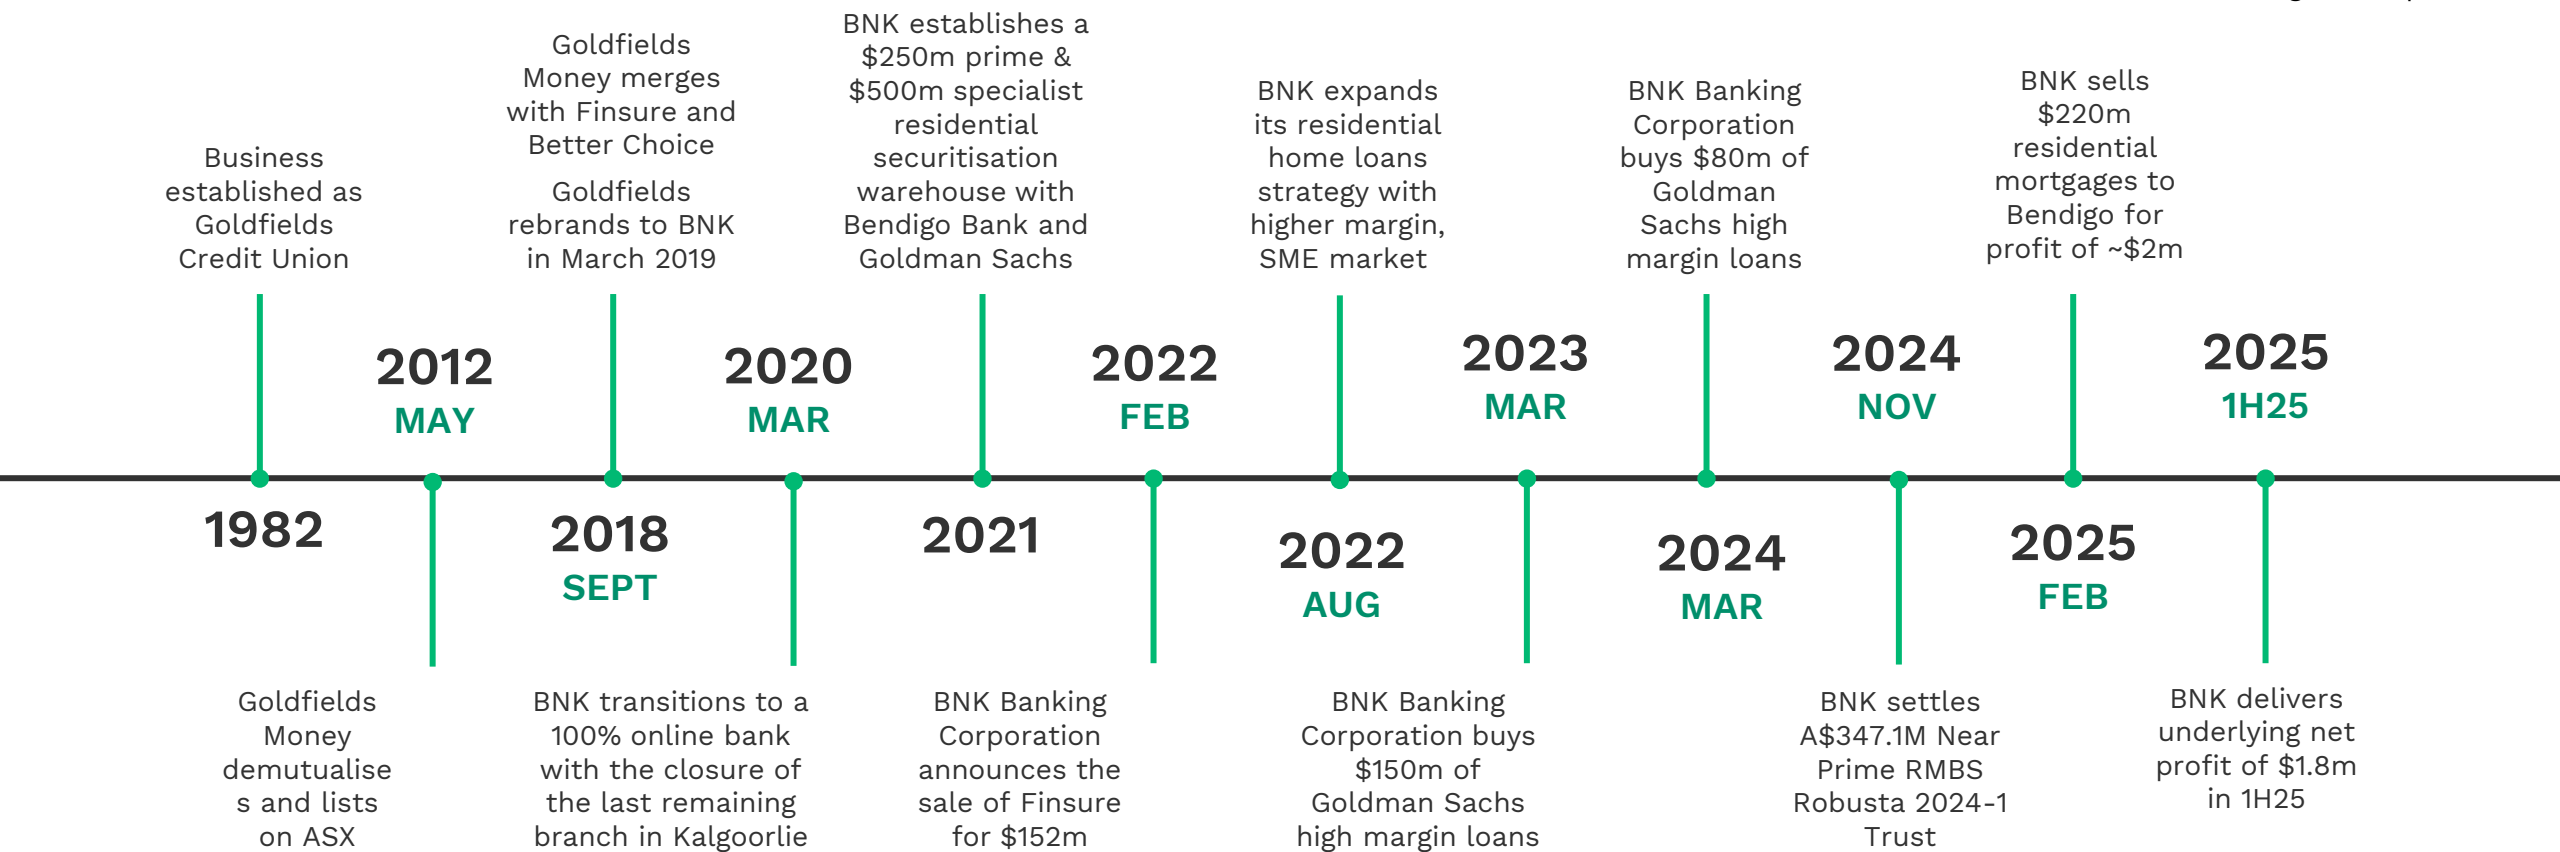 Business
established as
Goldfields
Credit Union
1982
2012
MAY
Goldfields
Money
demutualise
s and lists
on ASX
Goldfields
Money merges
with Finsure and
Better Choice
Goldfields
rebrands to BNK
in March 2019
2018
SEPT
2020
MAR
BNK transitions to a
100% online bank
with the closure of
the last remaining
branch in Kalgoorlie
BNK establishes a
$250m prime &
$500m specialist
residential
securitisation
warehouse with
Bendigo Bank and
Goldman Sachs
2021
2022
FEB
BNK Banking
Corporation
announces the
sale of Finsure
for $152m
BNK expands
its residential
home loans
strategy with
higher margin,
SME market
2022
AUG
2023
MAR
BNK Banking
Corporation buys
$150m of
Goldman Sachs
high margin loans
BNK Banking
Corporation
buys $80m of
Goldman
Sachs high
margin loans
2024
MAR
2024
NOV
BNK settles
A$347.1M Near
Prime RMBS
Robusta 2024-1
Trust
BNK sells
$220m
residential
mortgages to
Bendigo for
profit of ~$2m
2025
FEB
2025
1H25
BNK delivers
underlying net
profit of $1.8m
in 1H25